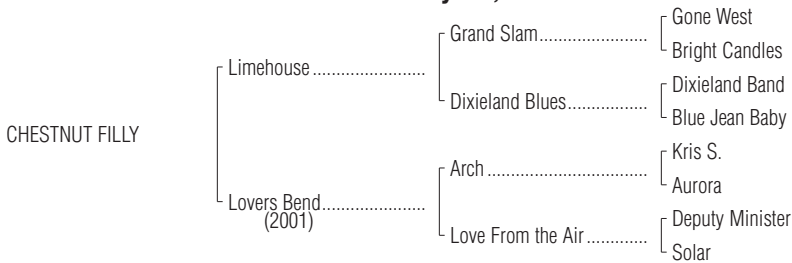 Gone West
Grand Slam......................
Bright Candles
Limehouse ........................
Dixieland Band
Dixieland Blues.................
Blue Jean Baby
CHESTNUT FILLY
Kris S.
Arch ..................................
Aurora
Lovers Bend......................
(2001)
Deputy Minister
Love From the Air .............
Solar